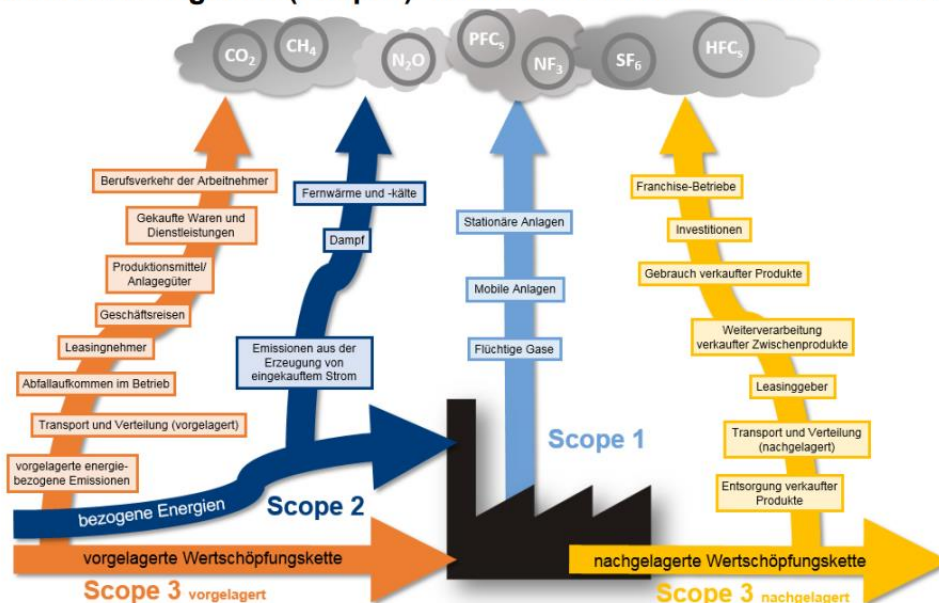 CO2
CH4
N2O
PFCs
NF3
SF6
HFCs
Berufsverkehr der Arbeitnehmer
Gekaufte Waren und
Dienstleistungen
Produktionsmittel/
Anlagegüter
Geschäftsreisen
Leasingnehmer
Abfallaufkommen im Betrieb
Transport und Verteilung (vorgelagert)
vorgelagerte energie-
bezogene Emissionen
Fernwärme und -kälte
Dampf
Emissionen aus der
Erzeugung von
eingekauftem Strom
Stationäre Anlagen
Mobile Anlagen
Flüchtige Gase
Franchise-Betriebe
Investitionen
Gebrauch verkaufter Produkte
Weiterverarbeitung
verkaufter Zwischenprodukte
Leasinggeber
Transport und Verteilung
(nachgelagert)
Entsorgung verkaufter
Produkte
Scope 1
Scope 2
bezogene Energien
vorgelagerte Wertschöpfungskette
nachgelagerte Wertschöpfungskette
Scope 3 vorgelagert
Scope 3 nachgelagert